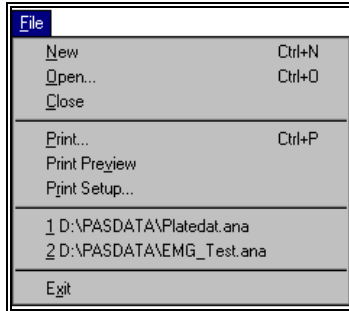 File
New Ctrl+N
Open... Ctrl+O
Close
Print... Ctrl+P
Print Preview
Print Setup...
1 D:\PASDATA\Platedat.ana
2 D:\PASDATA\EMG_Test.ana
Exit